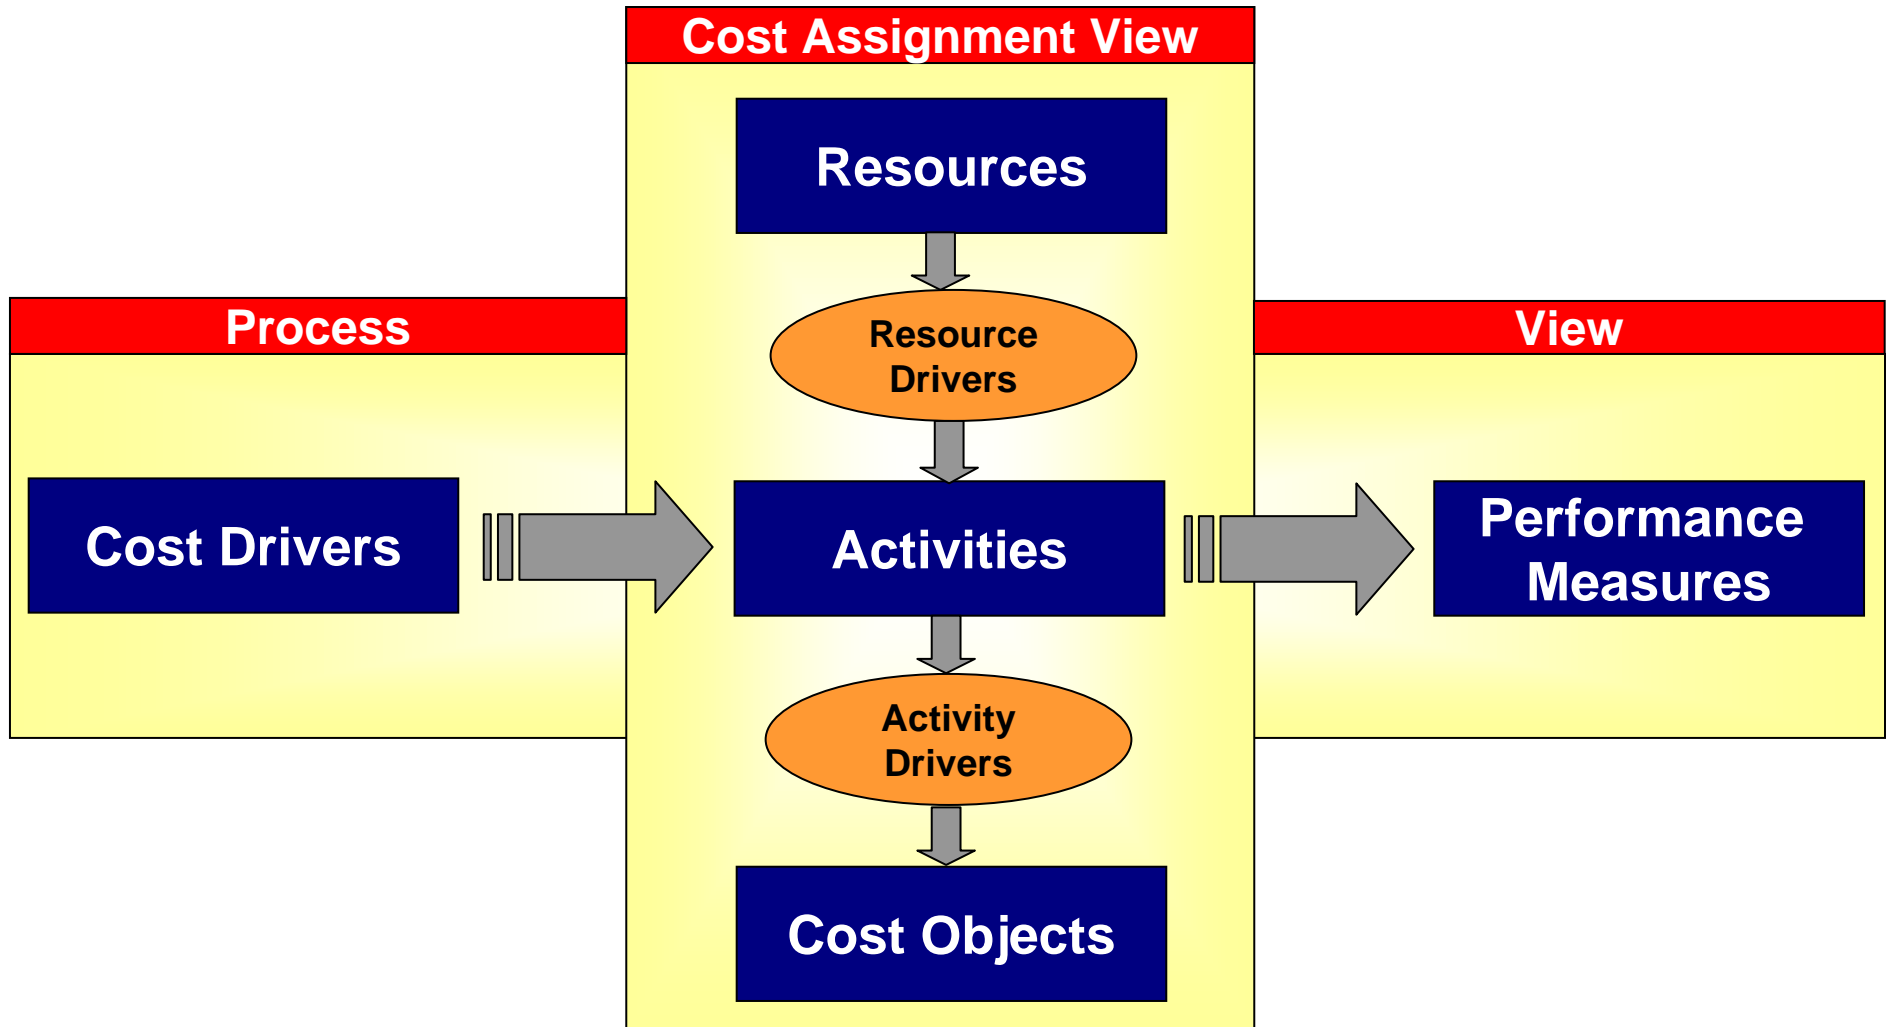 Cost Assignment View
Resources
Process
Resource
Drivers
View
Cost Drivers
Activities
Performance
Measures
Activity
Drivers
Cost Objects